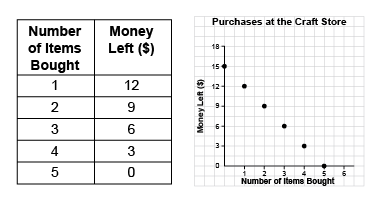 Number of Items Bought | Money Left ($)
1 | 12
2 | 9
3 | 6
4 | 3
5 | 0
Purchases at the Craft Store
Money Left ($)
18
15
12
9
6
3
0
1 2 3 4 5 6
Number of Items Bought